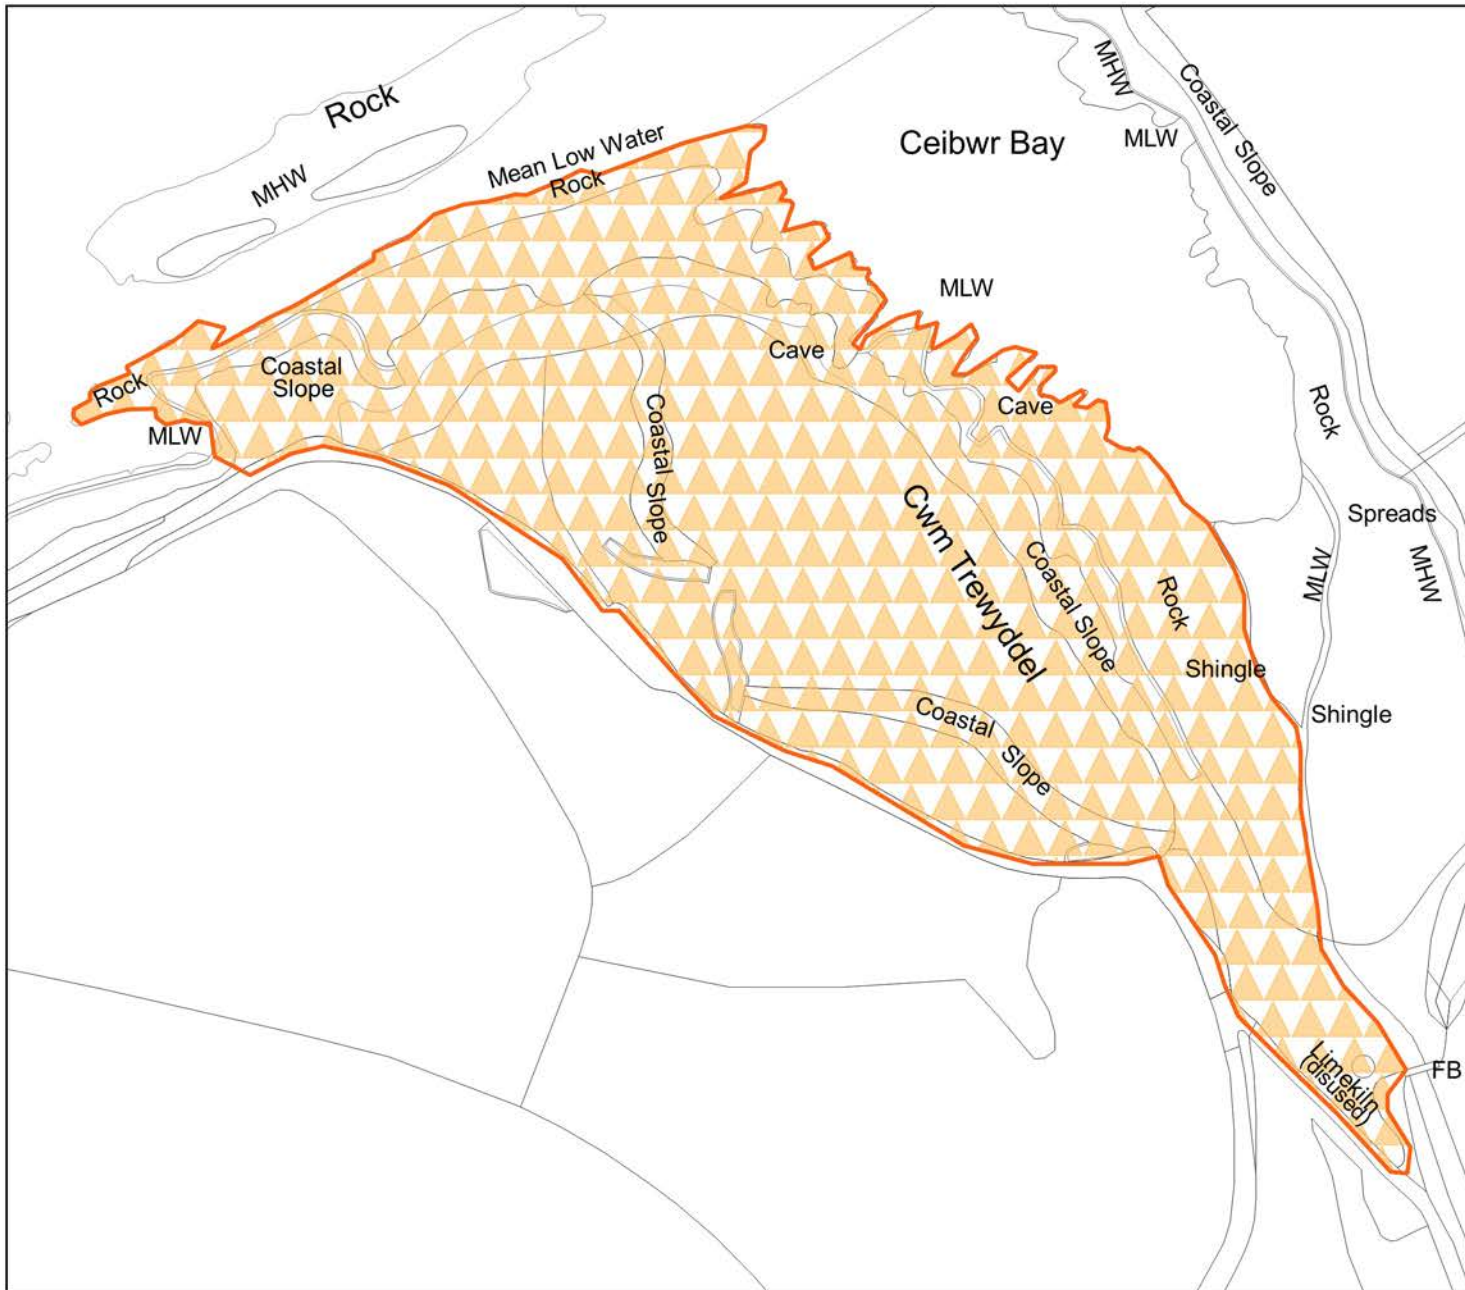 Rock
MHW
Mean Low Water
Rock
Ceibwr Bay
MHW
MLW
Coastal Slope
MLW
Cave
Coastal
Slope
Rock
MLW
Coastal Slope
Cave
Rock
Spreads
MLW
MHW
Cwm Trewyddel
Coastal Slope
Rock
Shingle
Shingle
Coastal Slope
Limekiln
(disused)
FB